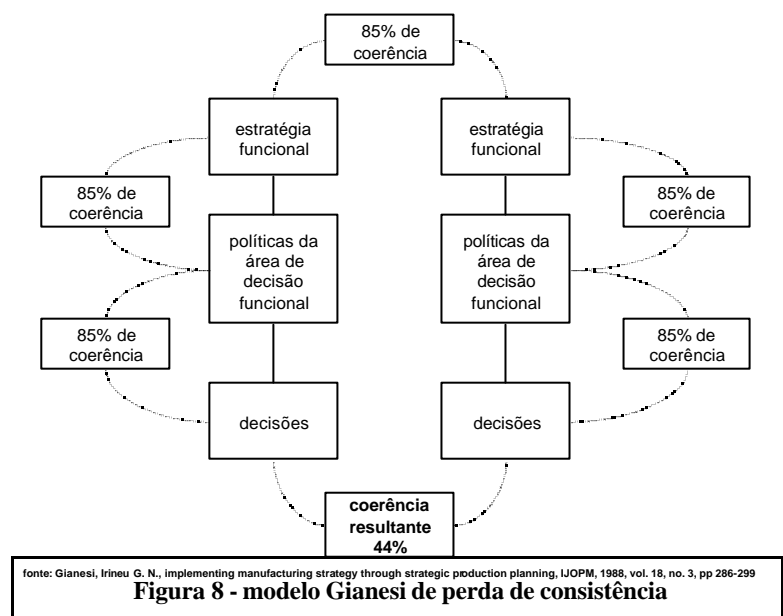 85% de
coerência
estratégia
funcional
estratégia
funcional
85% de
coerência
85% de
coerência
políticas da
área de
decisão
funcional
políticas da
área de
decisão
funcional
85% de
coerência
85% de
coerência
decisões
decisões
coerência
resultante
44%
fonte: Gianesi, Irineu G. N., implementing manufacturing strategy through strategic production planning, IJOPM, 1988, vol. 18, no. 3, pp 286-299
Figura 8 - modelo Gianesi de perda de consistência